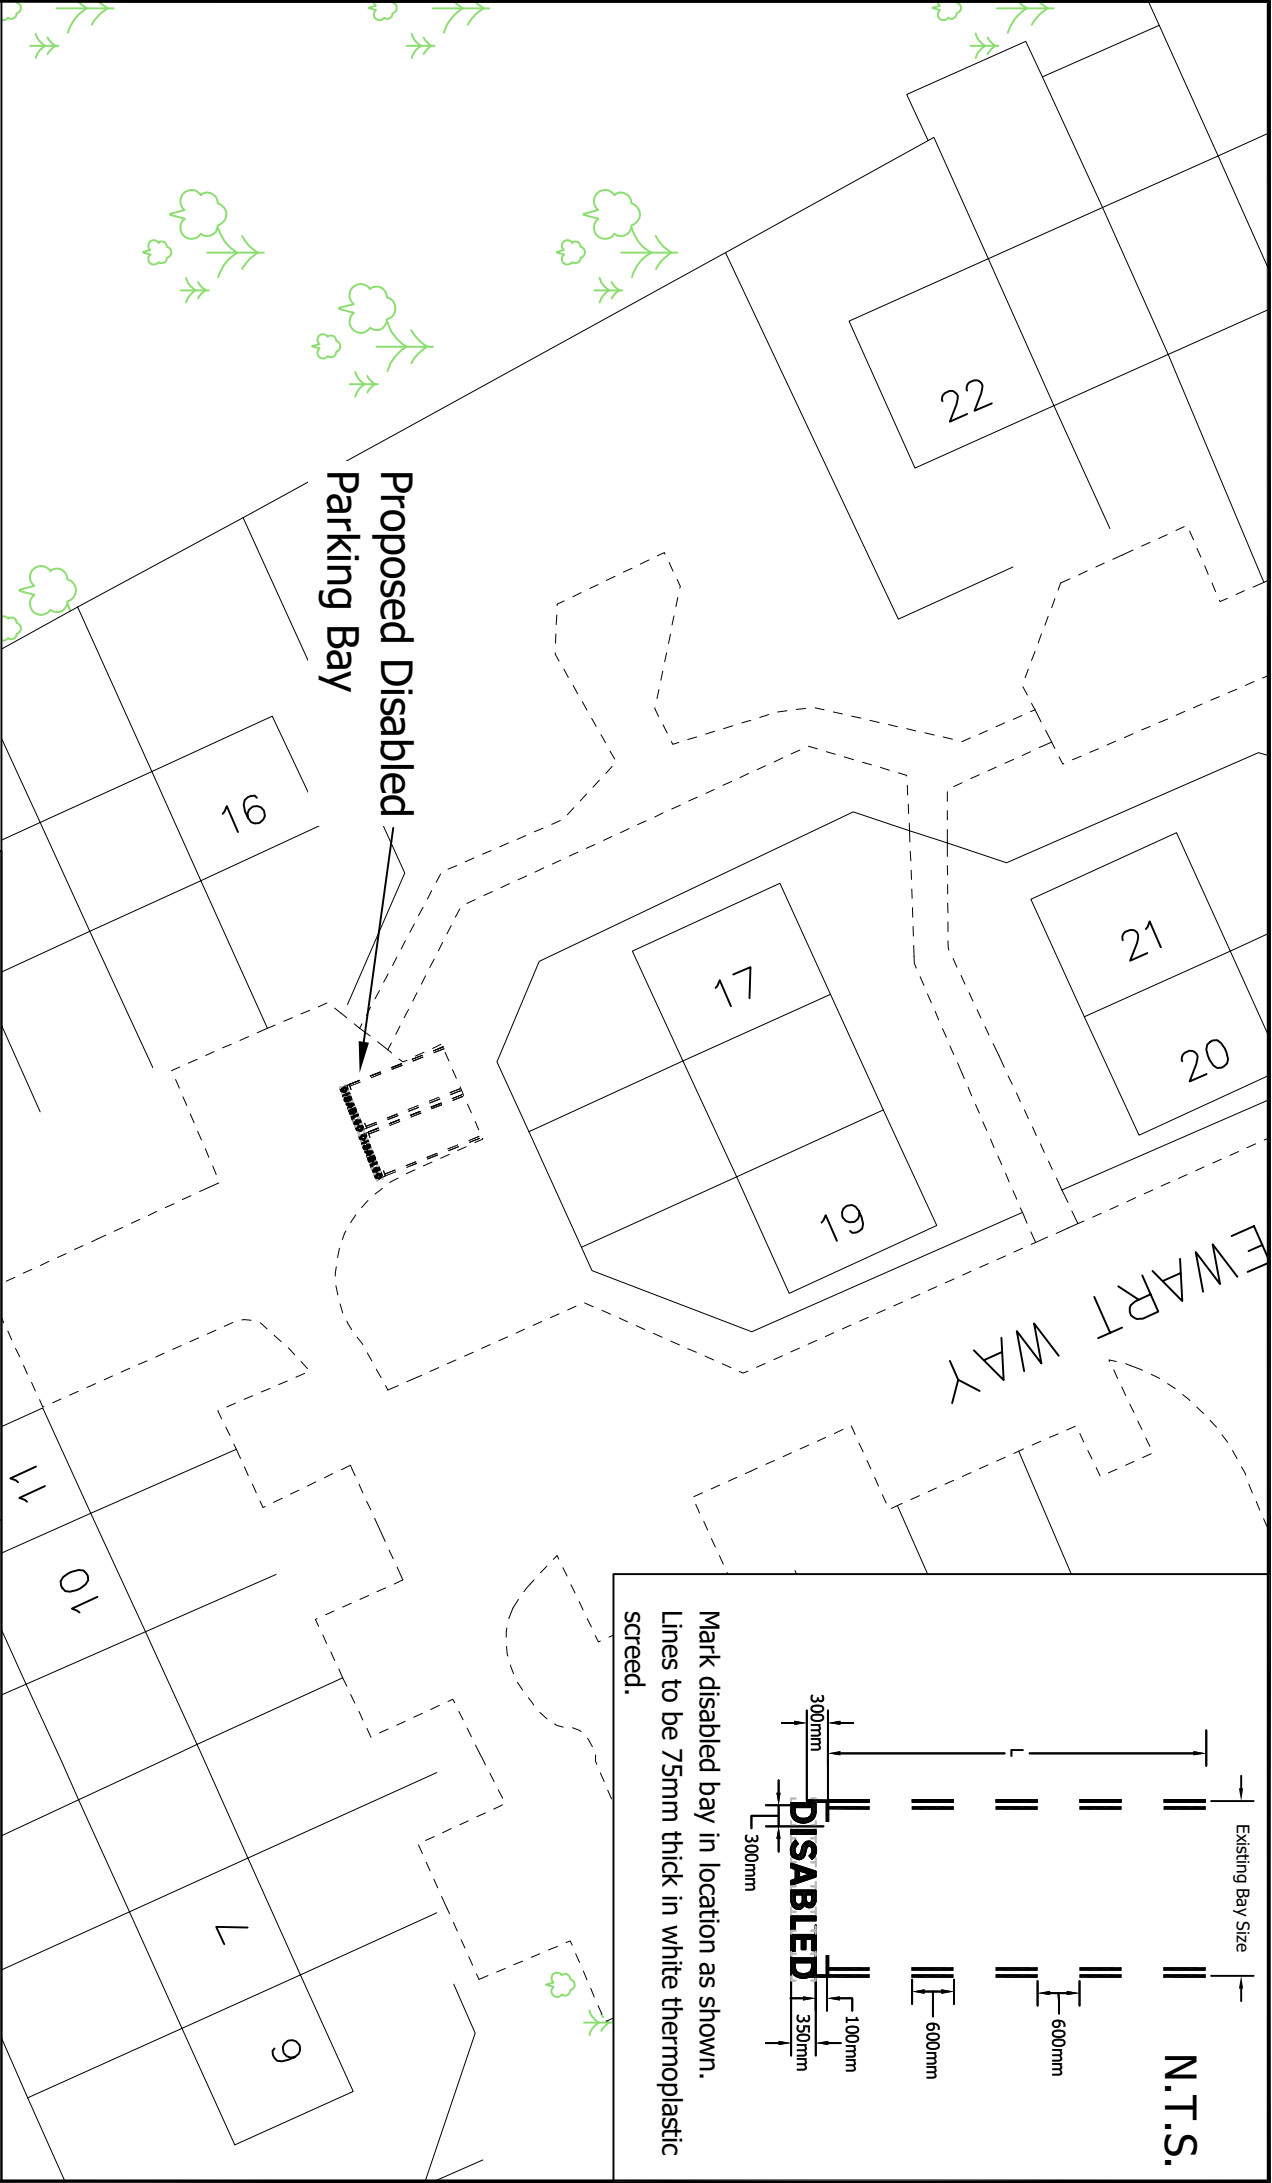 22
Proposed Disabled
Parking Bay
16
17
19
21
20
EWART WAY
11
10
7
6
N.T.S.
Existing Bay Size
L
300mm
300mm
DISABLED
600mm
600mm
100mm
350mm
Mark disabled bay in location as shown.
Lines to be 75mm thick in white thermoplastic
screed.